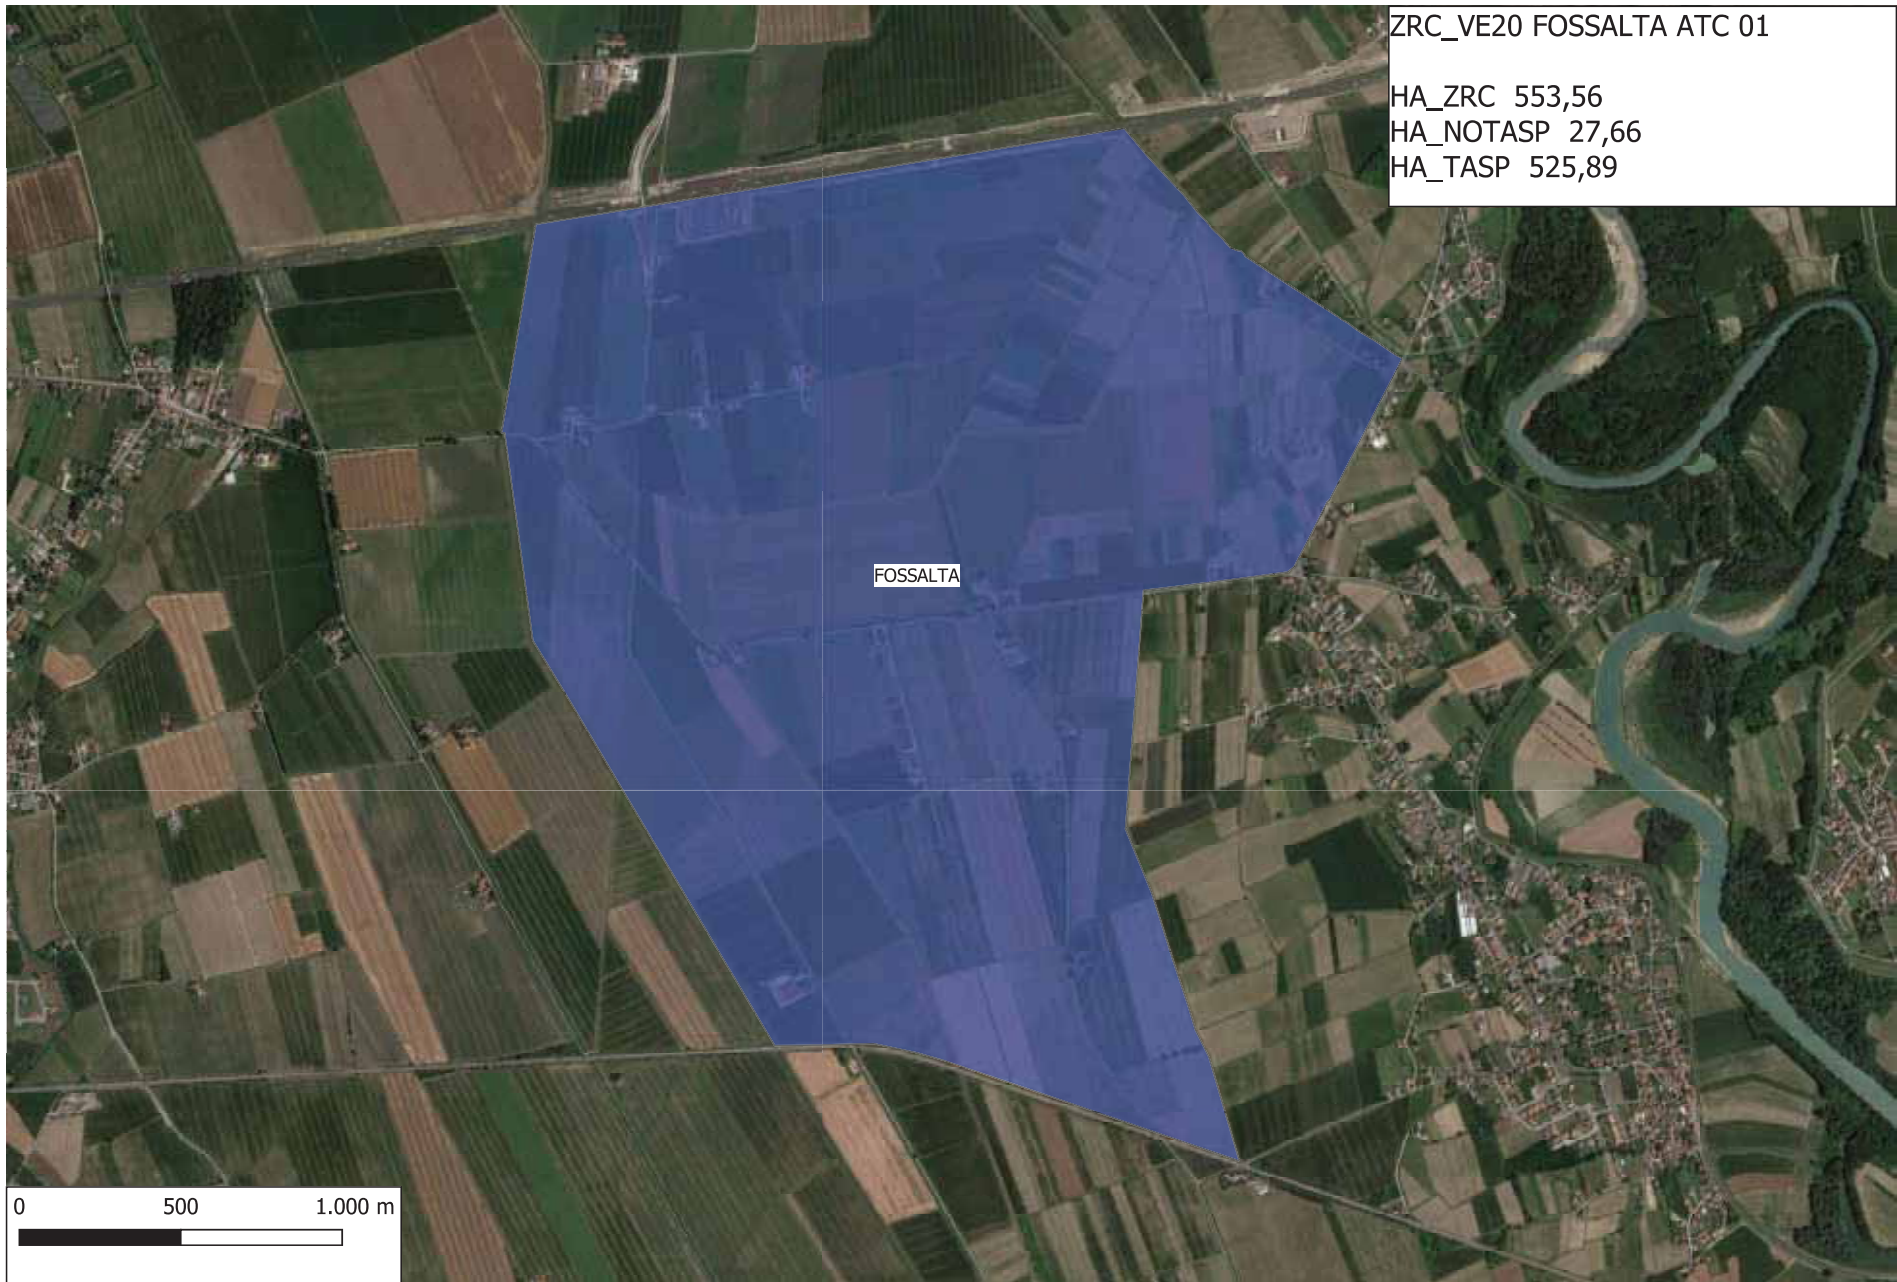 ZRC_VE20 FOSSALTA ATC 01
HA_ZRC 553,56
HA_NOTASP 27,66
HA_TASP 525,89
FOSSALTA
0 500 1.000 m